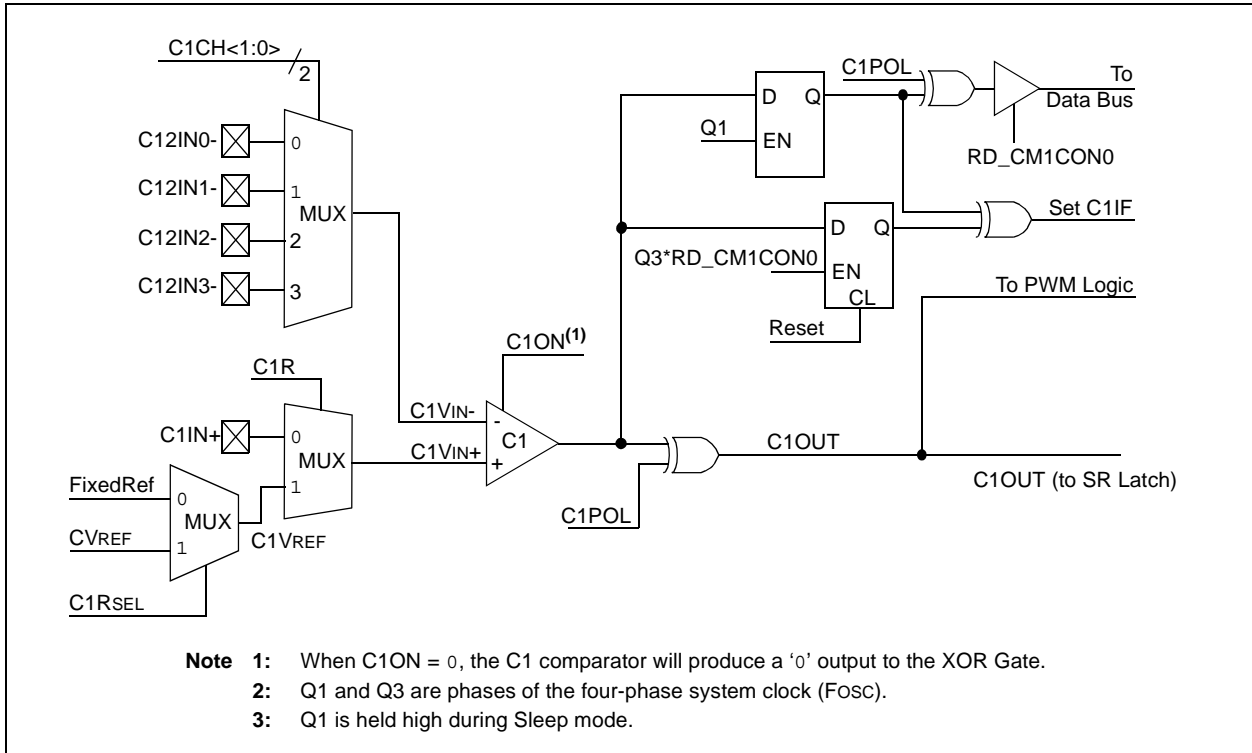 C1CH<1:0>
2
C12IN0-
0
C12IN1-
1
MUX
C12IN2-
2
C12IN3-
3
C1POL
To
Data Bus
D Q
Q1
EN
RD_CM1CON0
Set C1IF
D Q
Q3*RD_CM1CON0
EN
CL
Reset
To PWM Logic
C1ON(1)
C1R
C1IN+
0
MUX
1
C1VIN-
-
C1
C1VIN+
+
C1OUT
C1OUT (to SR Latch)
C1POL
FixedRef
0
MUX
CVREF
1
C1VREF
C1RSEL
Note 1: When C1ON = 0, the C1 comparator will produce a ‘0’ output to the XOR Gate.
2: Q1 and Q3 are phases of the four-phase system clock (FOSC).
3: Q1 is held high during Sleep mode.